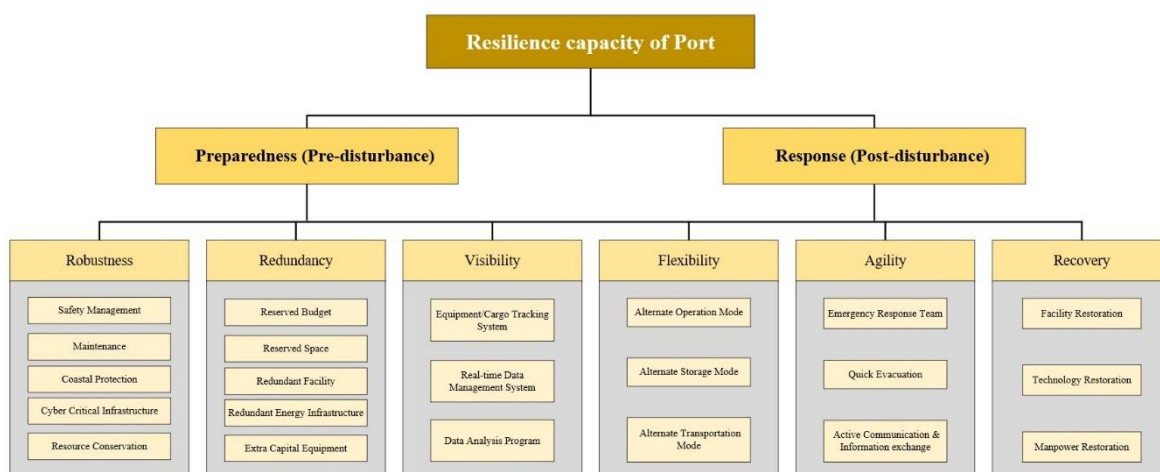 Resilience capacity of Port
Preparedness (Pre-disturbance)
Response (Post-disturbance)
Robustness
Safety Management
Maintenance
Coastal Protection
Cyber Critical Infrastructure
Resource Conservation
Redundancy
Reserved Budget
Reserved Space
Redundant Facility
Redundant Energy Infrastructure
Extra Capital Equipment
Visibility
Equipment/Cargo Tracking
System
Real-time Data
Management System
Data Analysis Program
Flexibility
Alternate Operation Mode
Alternate Storage Mode
Alternate Transportation
Mode
Agility
Emergency Response Team
Quick Evacuation
Active Communication &
Information exchange
Recovery
Facility Restoration
Technology Restoration
Manpower Restoration